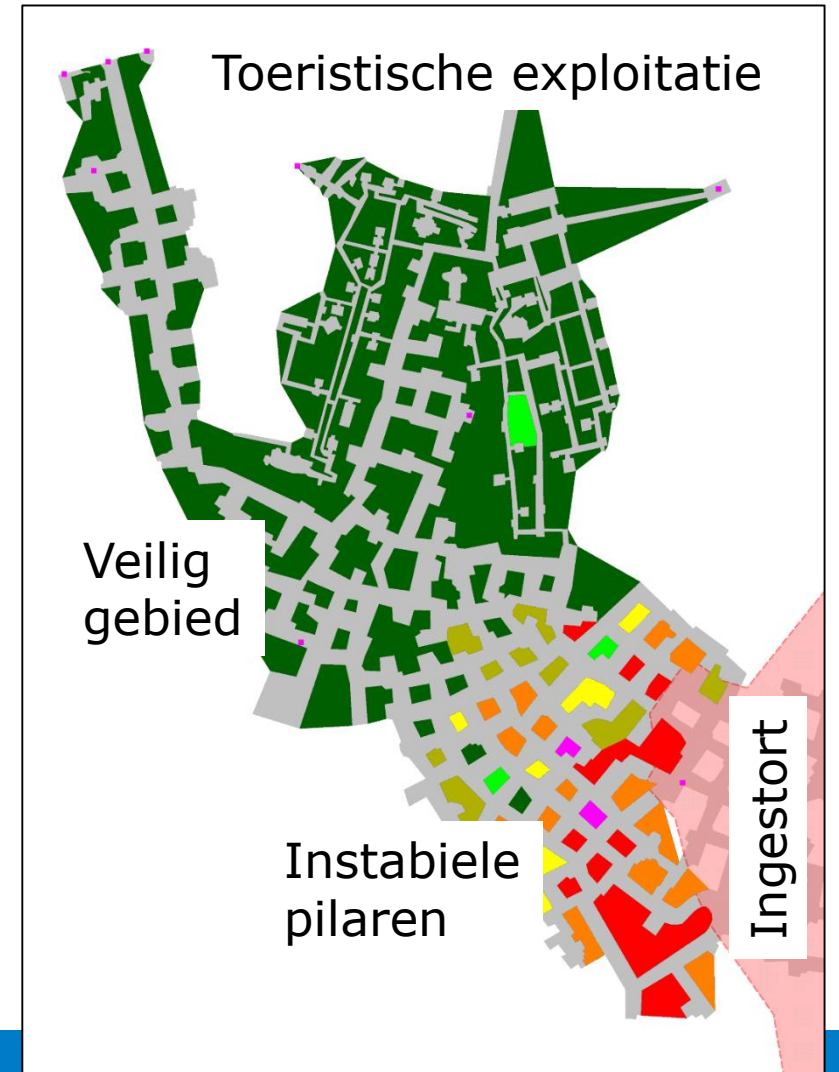 Toeristische exploitatie
Veilig
gebied
Instabiele
pilaren
Ingestort